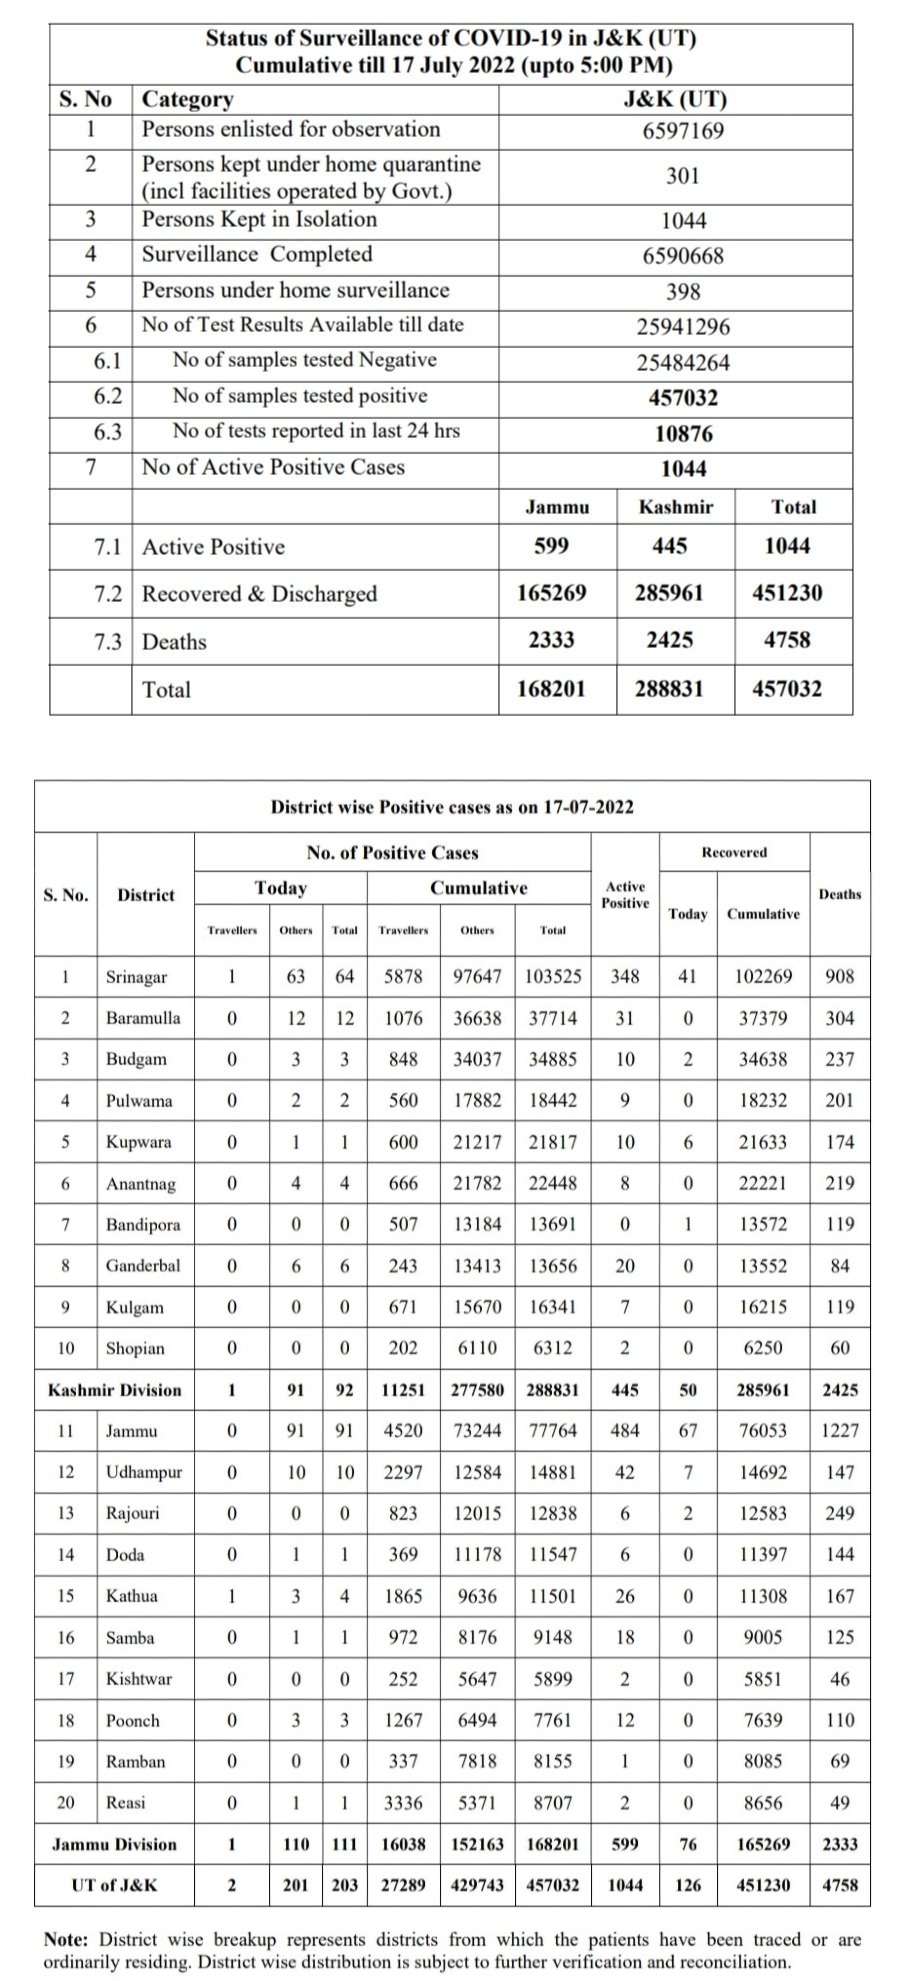 Status of Surveillance of COVID-19 in J&K (UT)
Cumulative till 17 July 2022 (upto 5:00 PM)
S. No Category J&K (UT)
1 Persons enlisted for observation 6597169
2 Persons kept under home quarantine
(incl facilities operated by Govt.) 301
3 Persons Kept in Isolation 1044
4 Surveillance Completed 6590668
5 Persons under home surveillance 398
6 No of Test Results Available till date 25941296
6.1 No of samples tested Negative 25484264
6.2 No of samples tested positive 457032
6.3 No of tests reported in last 24 hrs 10876
7 No of Active Positive Cases 1044
Jammu Kashmir Total
7.1 Active Positive 599 445 1044
7.2 Recovered & Discharged 165269 285961 451230
7.3 Deaths 2333 2425 4758
Total 168201 288831 457032
District wise Positive cases as on 17-07-2022
S. No. District No. of Positive Cases Active Positive Recovered Deaths
Today Cumulative Today Cumulative
Travellers Others Total Travellers Others Total
1 Srinagar 1 63 64 5878 97647 103525 348 41 102269 908
2 Baramulla 0 12 12 1076 36638 37714 31 0 37379 304
3 Budgam 0 3 3 848 34037 34885 10 2 34638 237
4 Pulwama 0 2 2 560 17882 18442 9 0 18232 201
5 Kupwara 0 1 1 600 21217 21817 10 6 21633 174
6 Anantnag 0 4 4 666 21782 22448 8 0 22221 219
7 Bandipora 0 0 0 507 13184 13691 0 1 13572 119
8 Ganderbal 0 6 6 243 13413 13656 20 0 13552 84
9 Kulgam 0 0 0 671 15670 16341 7 0 16215 119
10 Shopian 0 0 0 202 6110 6312 2 0 6250 60
Kashmir Division 1 91 92 11251 277580 288831 445 50 285961 2425
11 Jammu 0 91 91 4520 73244 77764 484 67 76053 1227
12 Udhampur 0 10 10 2297 12584 14881 42 7 14692 147
13 Rajouri 0 0 0 823 12015 12838 6 2 12583 249
14 Doda 0 1 1 369 11178 11547 6 0 11397 144
15 Kathua 1 3 4 1865 9636 11501 26 0 11308 167
16 Samba 0 1 1 972 8176 9148 18 0 9005 125
17 Kishtwar 0 0 0 252 5647 5899 2 0 5851 46
18 Poonch 0 3 3 1267 6494 7761 12 0 7639 110
19 Ramban 0 0 0 337 7818 8155 1 0 8085 69
20 Reasi 0 1 1 3336 5371 8707 2 0 8656 49
Jammu Division 1 110 111 16038 152163 168201 599 76 165269 2333
UT of J&K 2 201 203 27289 429743 457032 1044 126 451230 4758
Note: District wise breakup represents districts from which the patients have been traced or are
ordinarily residing. District wise distribution is subject to further verification and reconciliation.